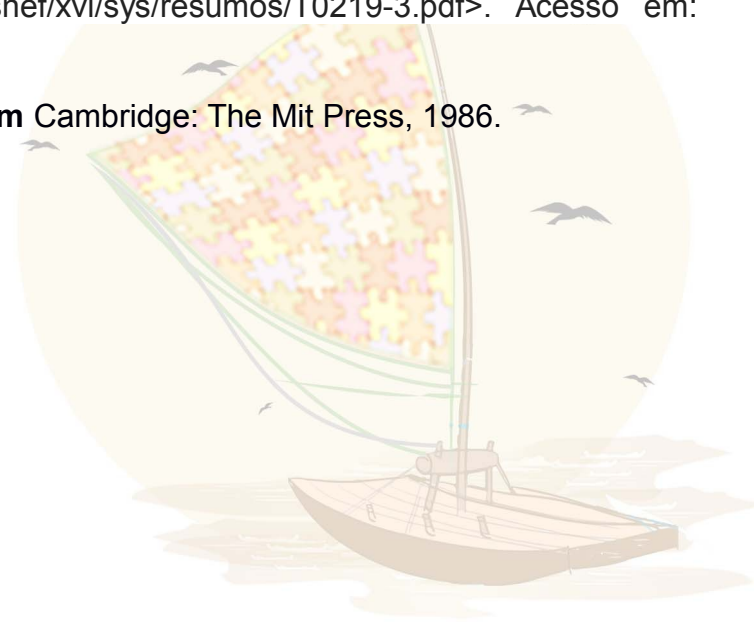 snef/xvi/sys/resumos/T0219-3.pdf>. Acesso em:
m Cambridge: The Mit Press, 1986.